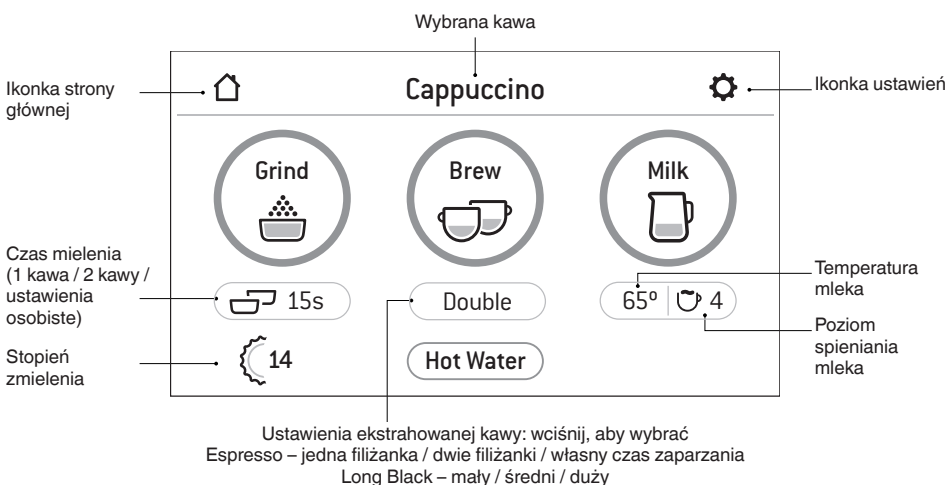 Wybrana kawa
Ikonka strony
głównej
Cappuccino
Ikonka ustawień
Grind
Brew
Milk
Czas mielenia
(1 kawa / 2 kawy /
ustawienia
osobiste)
15s
Double
65º
4
Temperatura
mleka
Poziom
spieniania
mleka
Stopień
zmielenia
14
Hot Water
Ustawienia ekstrahowanej kawy: wciśnij, aby wybrać
Espresso – jedna filiżanka / dwie filiżanki / własny czas zaparzania
Long Black – mały / średni / duży